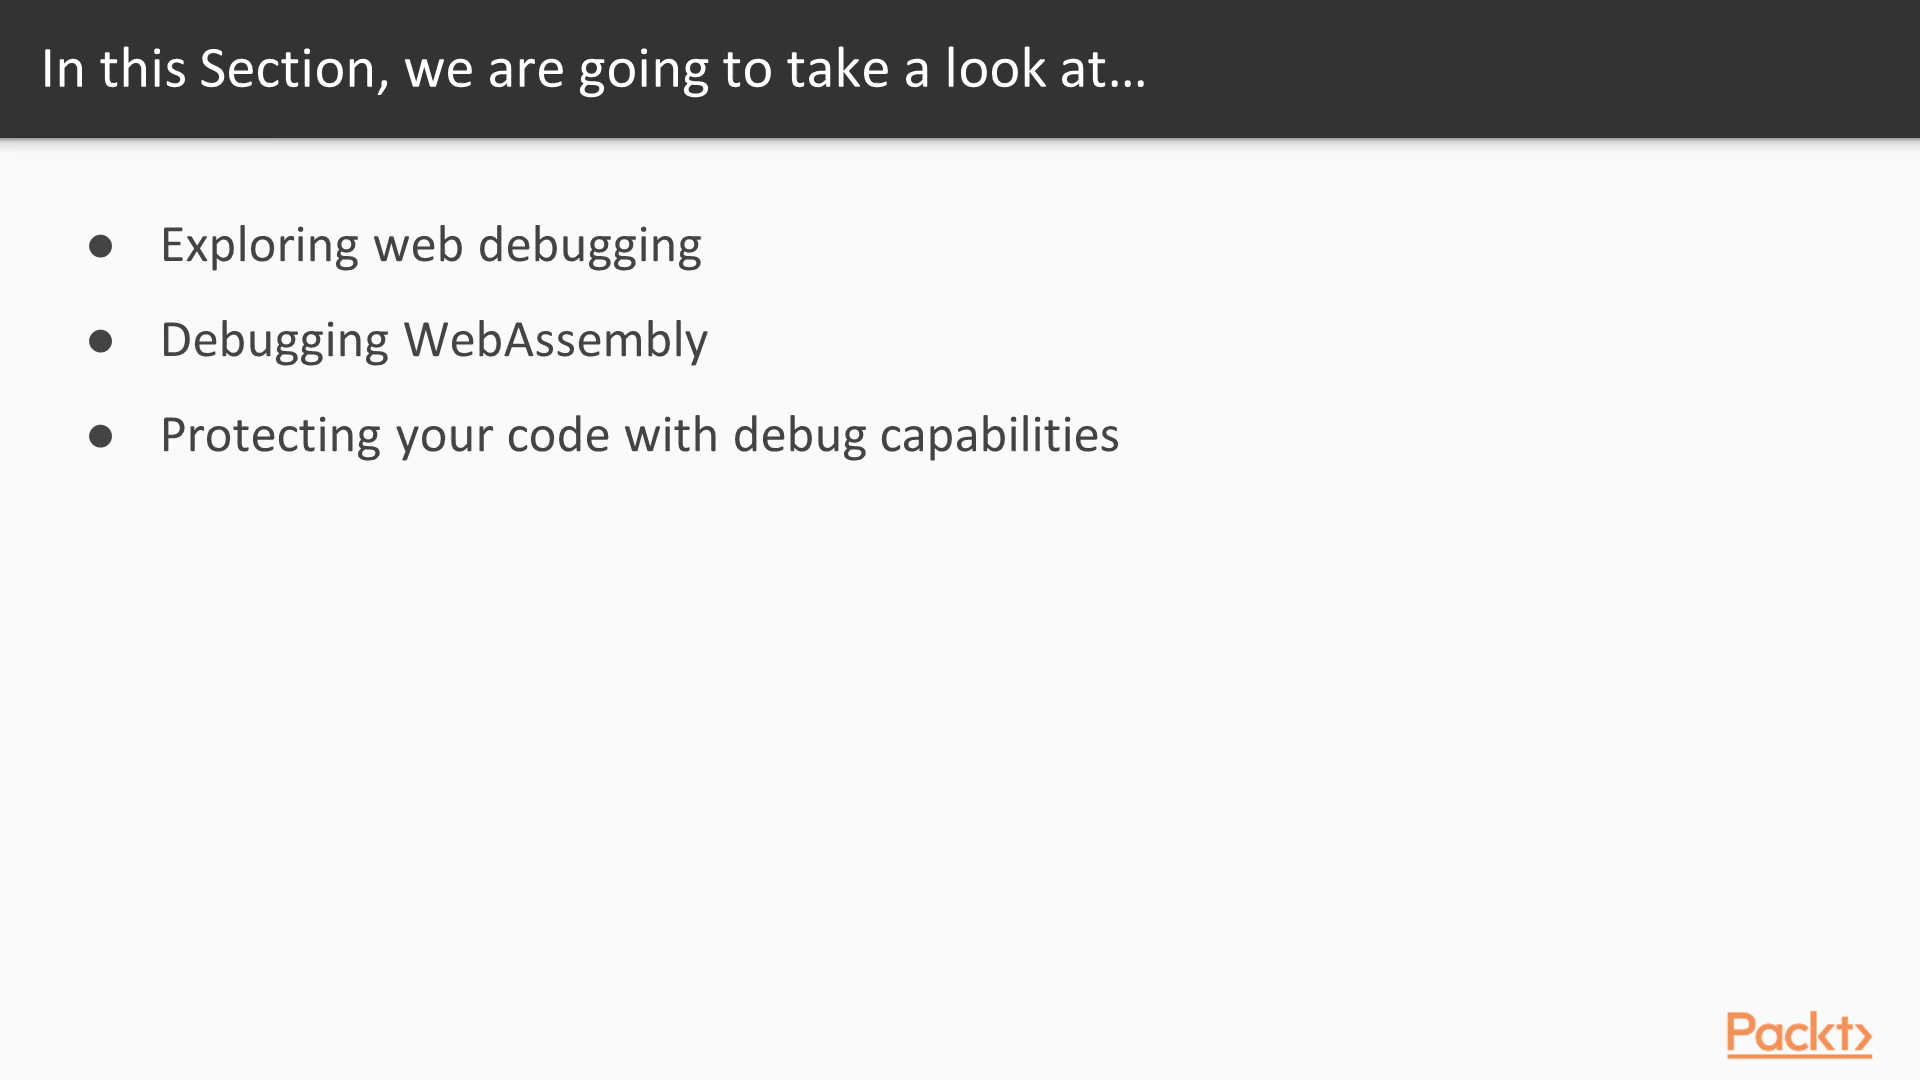 In this Section, we are going to take a look at...
● Exploring web debugging
● Debugging WebAssembly
● Protecting your code with debug capabilities
Packt>